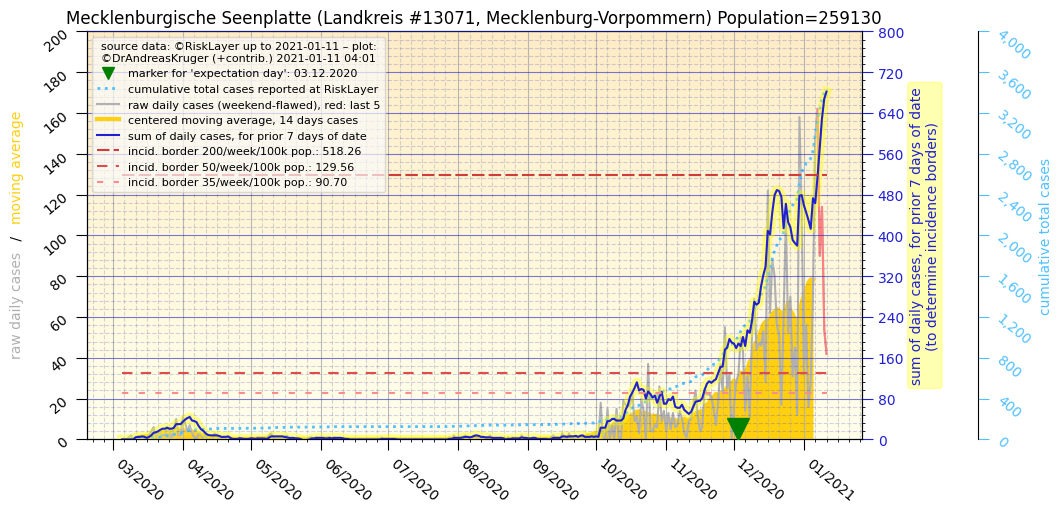 Mecklenburgische Seenplatte (Landkreis #13071, Mecklenburg-Vorpommern) Population=259130
source data: ©RiskLayer up to 2021-01-11 – plot:
©DrAndreasKruger (+contrib.) 2021-01-11 04:01
marker for 'expectation day': 03.12.2020
cumulative total cases reported at RiskLayer
raw daily cases (weekend-flawed), red: last 5
centered moving average, 14 days cases
sum of daily cases, for prior 7 days of date
incid. border 200/week/100k pop.: 518.26
incid. border 50/week/100k pop.: 129.56
incid. border 35/week/100k pop.: 90.70
raw daily cases / moving average
200
180
160
140
120
100
80
60
40
20
0
03/2020
04/2020
05/2020
06/2020
07/2020
08/2020
09/2020
10/2020
11/2020
12/2020
01/2021
800
720
640
560
480
400
320
240
160
80
0
sum of daily cases, for prior 7 days of date
(to determine incidence borders)
4,000
3,600
3,200
2,800
2,400
2,000
1,600
1,200
800
400
0
cumulative total cases